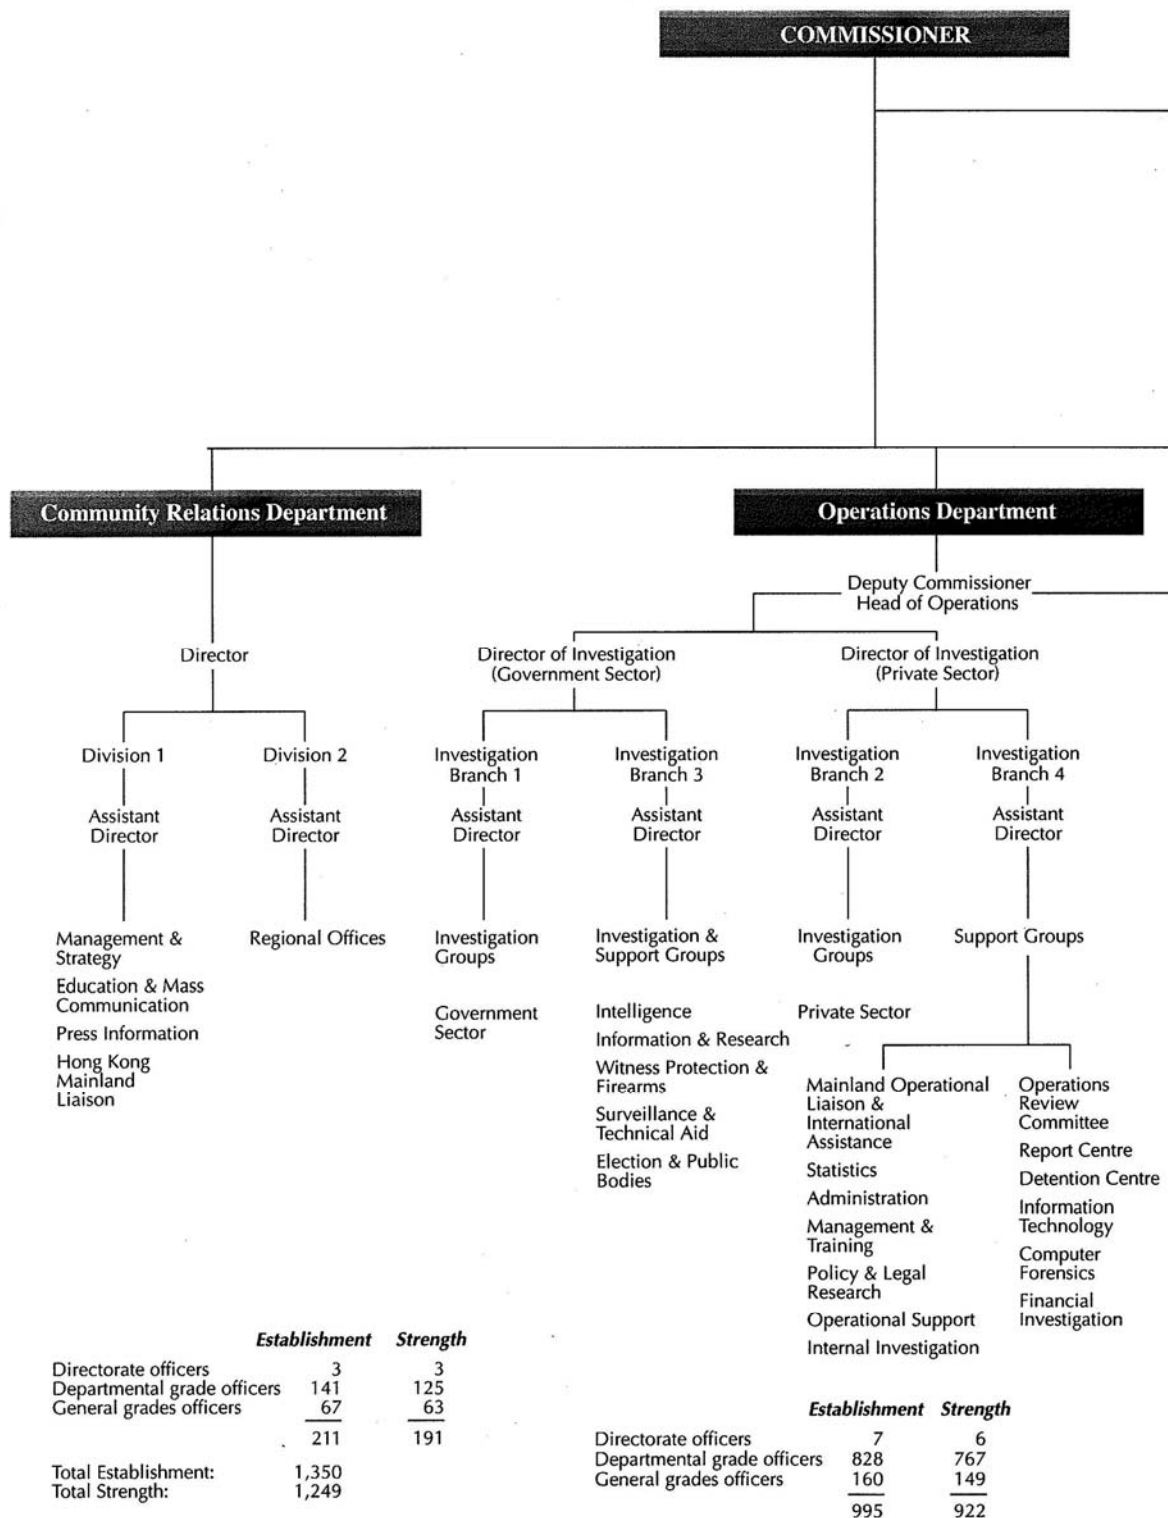 COMMISSIONER
Community Relations Department
Operations Department
Deputy Commissioner
Head of Operations
Director
Director of Investigation
(Government Sector)
Director of Investigation
(Private Sector)
Division 1
Division 2
Investigation
Branch 1
Investigation
Branch 3
Investigation
Branch 2
Investigation
Branch 4
Assistant
Director
Assistant
Director
Assistant
Director
Assistant
Director
Assistant
Director
Assistant
Director
Management &
Strategy
Education & Mass
Communication
Press Information
Hong Kong
Mainland
Liaison
Regional Offices
Investigation
Groups
Government
Sector
Investigation &
Support Groups
Intelligence
Information & Research
Witness Protection &
Firearms
Surveillance &
Technical Aid
Election & Public
Bodies
Investigation
Groups
Private Sector
Support Groups
Mainland Operational
Liaison &
International
Assistance
Statistics
Administration
Management &
Training
Policy & Legal
Research
Operational Support
Internal Investigation
Operations
Review
Committee
Report Centre
Detention Centre
Information
Technology
Computer
Forensics
Financial
Investigation
Establishment Strength
Directorate officers 3 3
Departmental grade officers 141 125
General grades officers 67 63
211 191
Total Establishment: 1,350
Total Strength: 1,249
Establishment Strength
Directorate officers 7 6
Departmental grade officers 828 767
General grades officers 160 149
995 922